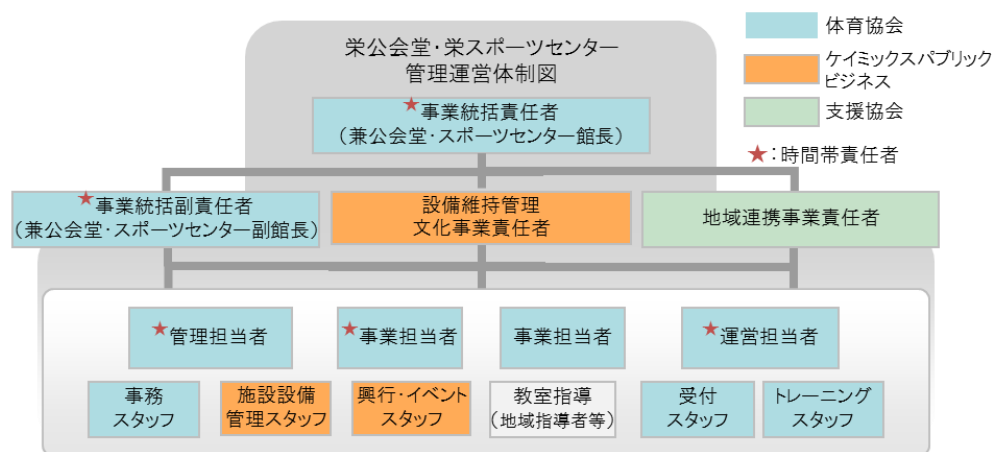 栄公会堂・栄スポーツセンター
管理運営体制図
体育協会
ケイミックスパブリック
ビジネス
支援協会
★：時間帯責任者
★事業統括責任者
（兼公会堂・スポーツセンター館長）
★事業統括副責任者
（兼公会堂・スポーツセンター副館長）
設備維持管理
文化事業責任者
地域連携事業責任者
★管理担当者
★事業担当者
事業担当者
★運営担当者
事務
スタッフ
施設設備
管理スタッフ
興行・イベント
スタッフ
教室指導
（地域指導者等）
受付
スタッフ
トレーニング
スタッフ